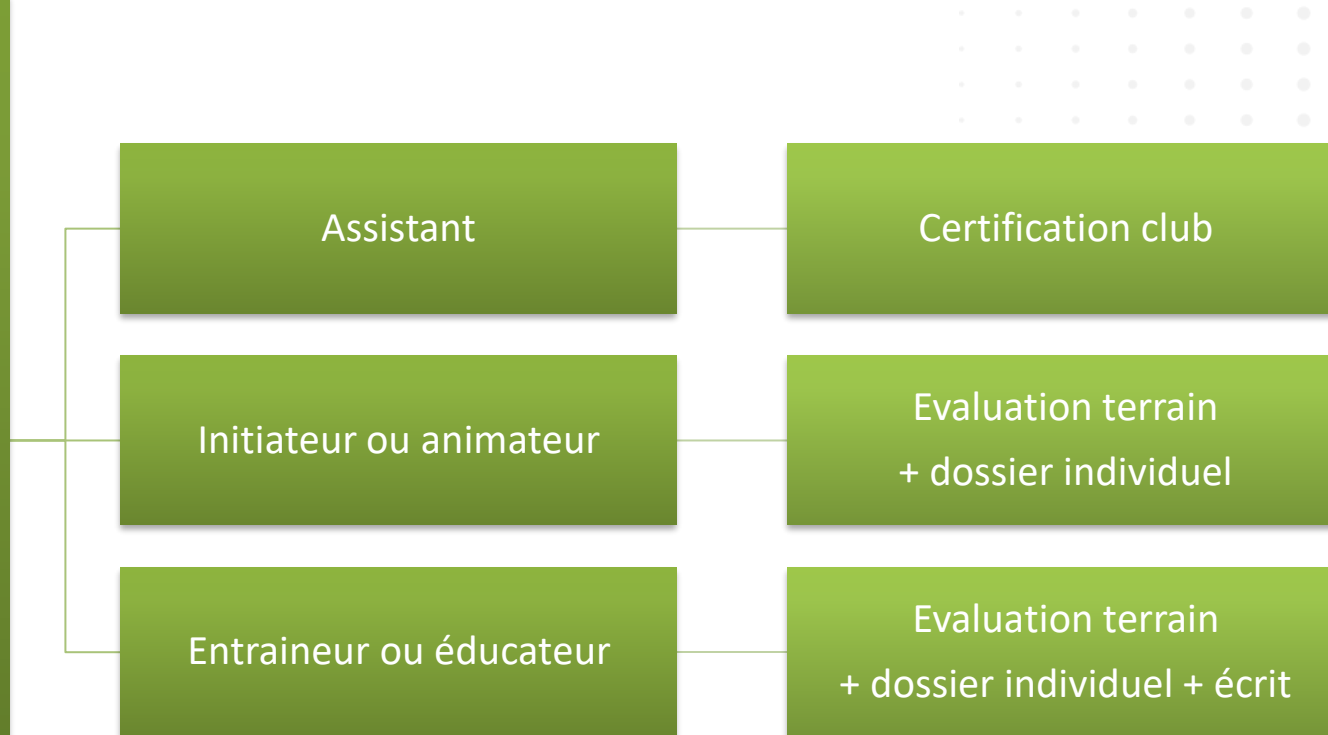 Assistant
Certification club
Initiateur ou animateur
Evaluation terrain
+ dossier individuel
Entraineur ou éducateur
Evaluation terrain
+ dossier individuel + écrit